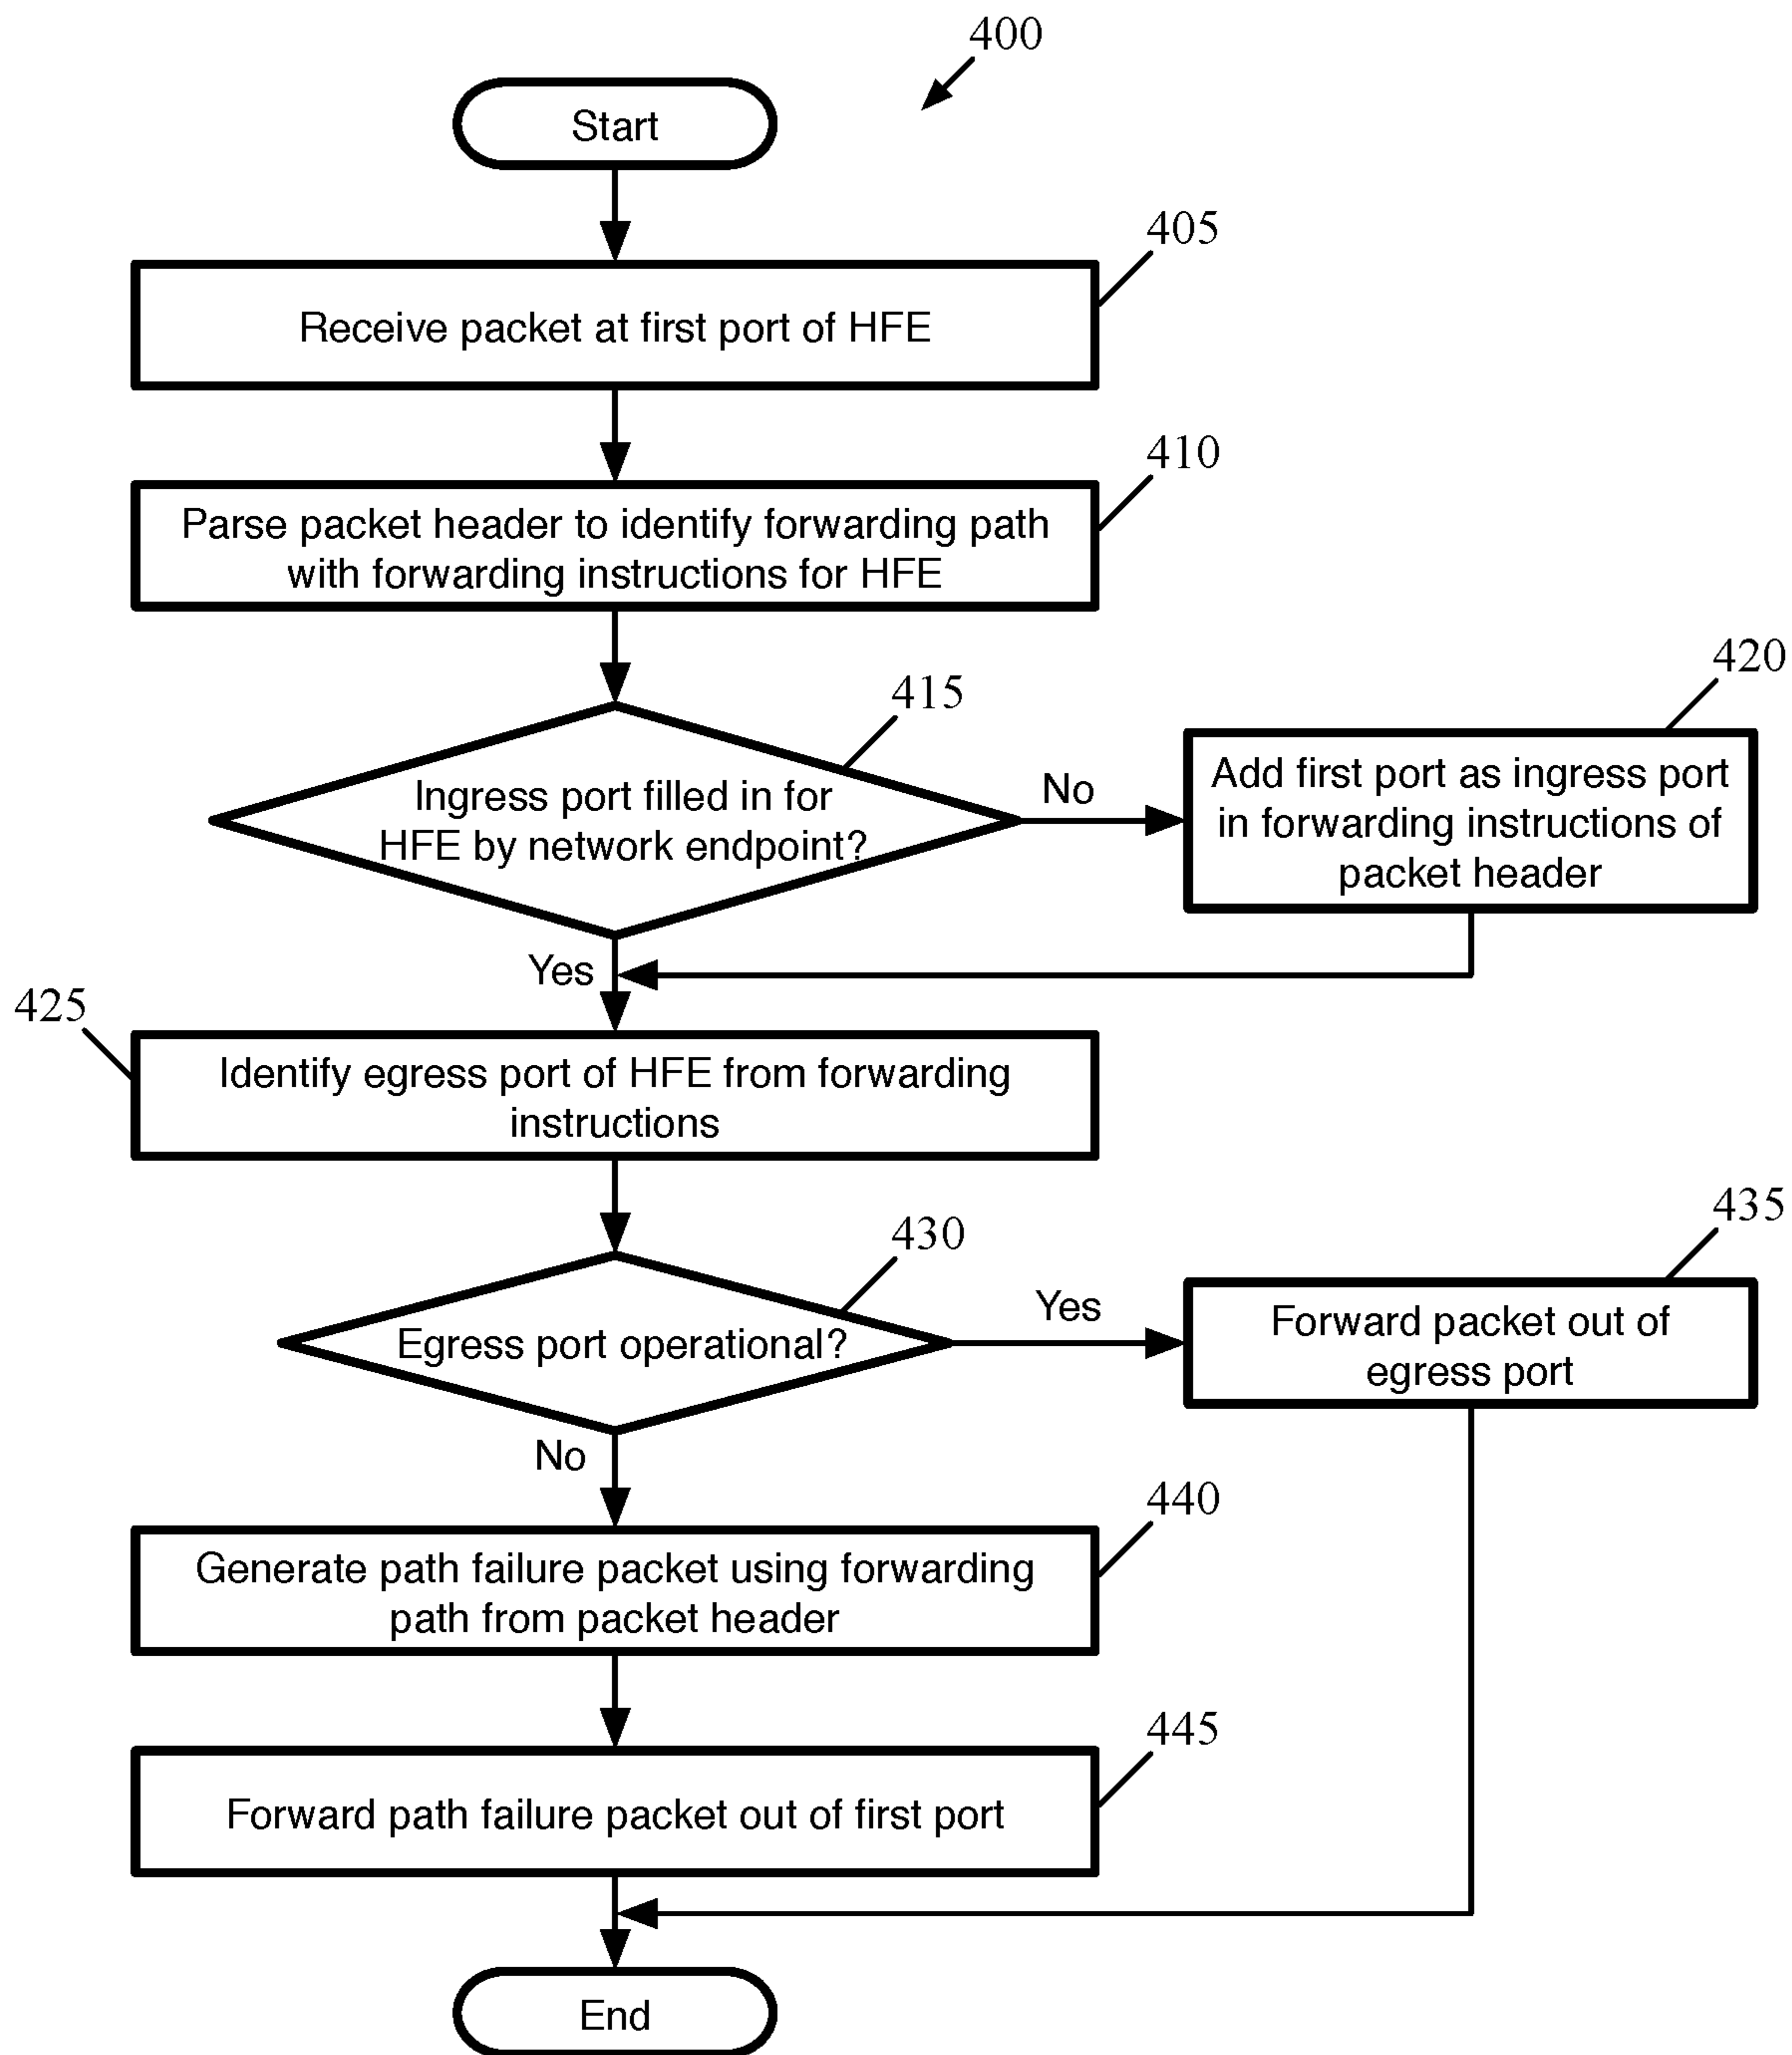 400
Start
405
Receive packet at first port of HFE
410
Parse packet header to identify forwarding path
with forwarding instructions for HFE
415
Ingress port filled in for
HFE by network endpoint?
No
420
Add first port as ingress port
in forwarding instructions of
packet header
Yes
425
Identify egress port of HFE from forwarding
instructions
430
Egress port operational?
Yes
435
Forward packet out of
egress port
No
440
Generate path failure packet using forwarding
path from packet header
445
Forward path failure packet out of first port
End